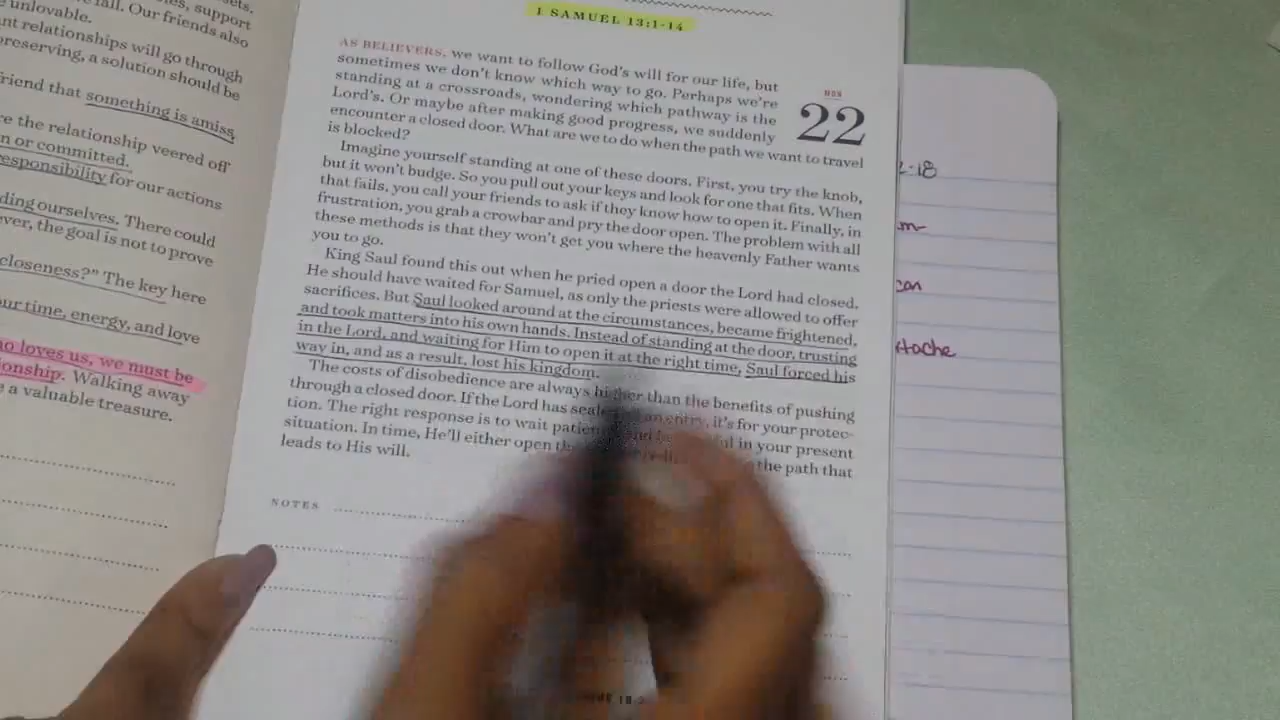 support
unlovable.
fall. Our friends also
nt relationships will go through
preserving, a solution should be
friend that something is amiss,
re the relationship veered off
n or committed.
esponsibility for our actions
ding ourselves. There could
ever, the goal is not to prove
closeness?" The key here
our time, energy, and love
o loves us, we must be
ionship. Walking away
e a valuable treasure.
1 SAMUEL 13:1-14
22
AS BELIEVERS, we want to follow God's will for our life, but
sometimes we don't know which way to go. Perhaps we're
standing at a crossroads, wondering which pathway is the
Lord's. Or maybe after making good progress, we suddenly
encounter a closed door. What are we to do when the path we want to travel
is blocked?
Imagine yourself standing at one of these doors. First, you try the knob,
but it won't budge. So you pull out your keys and look for one that fits. When
that fails, you call your friends to ask if they know how to open it. Finally, in
frustration, you grab a crowbar and pry the door open. The problem with all
these methods is that they won't get you where the heavenly Father wants
you to go.
King Saul found this out when he pried open a door the Lord had closed.
He should have waited for Samuel, as only the priests were allowed to offer
sacrifices. But Saul looked around at the circumstances, became frightened,
and took matters into his own hands. Instead of standing at the door, trusting
in the Lord, and waiting for Him to open it at the right time, Saul forced his
way in, and as a result, lost his kingdom.
The costs of disobedience are always higher than the benefits of pushing
through a closed door. If the Lord has seal an entry, it's for your protec-
tion. The right response is to wait patien in your present
situation. In time, He'll either open the path that
leads to His will.
NOTES
2:18
m
can